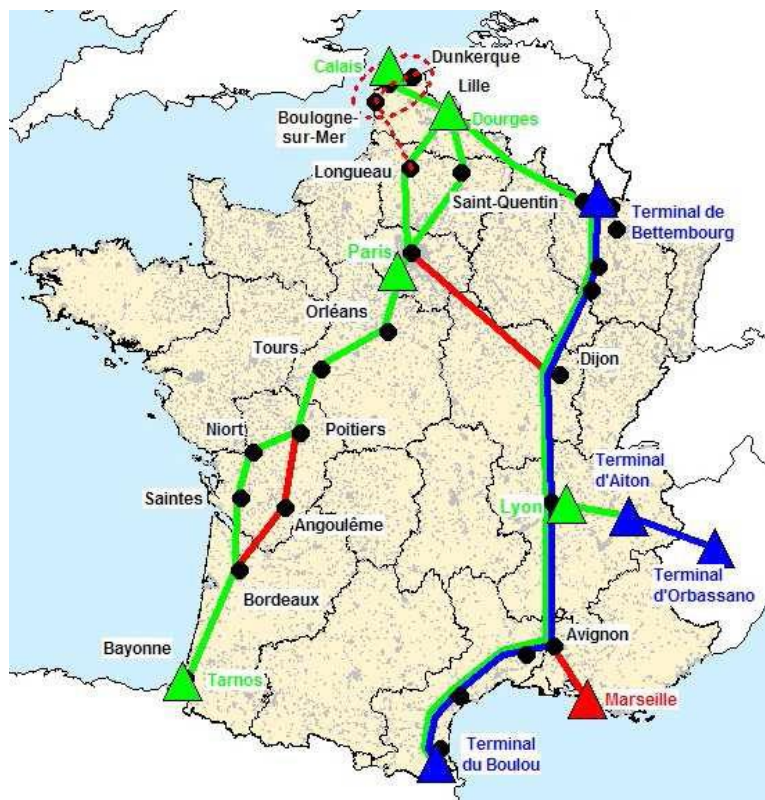 Calais
Dunkerque
Lille
Boulogne-
sur-Mer
Dourges
Longueau
Saint-Quentin
Terminal de
Bettembourg
Paris
Orléans
Tours
Dijon
Niort
Poitiers
Terminal
d'Aiton
Saintes
Lyon
Angoulême
Terminal
d'Orbassano
Bordeaux
Avignon
Bayonne
Tarnos
Marseille
Terminal
du Boulou